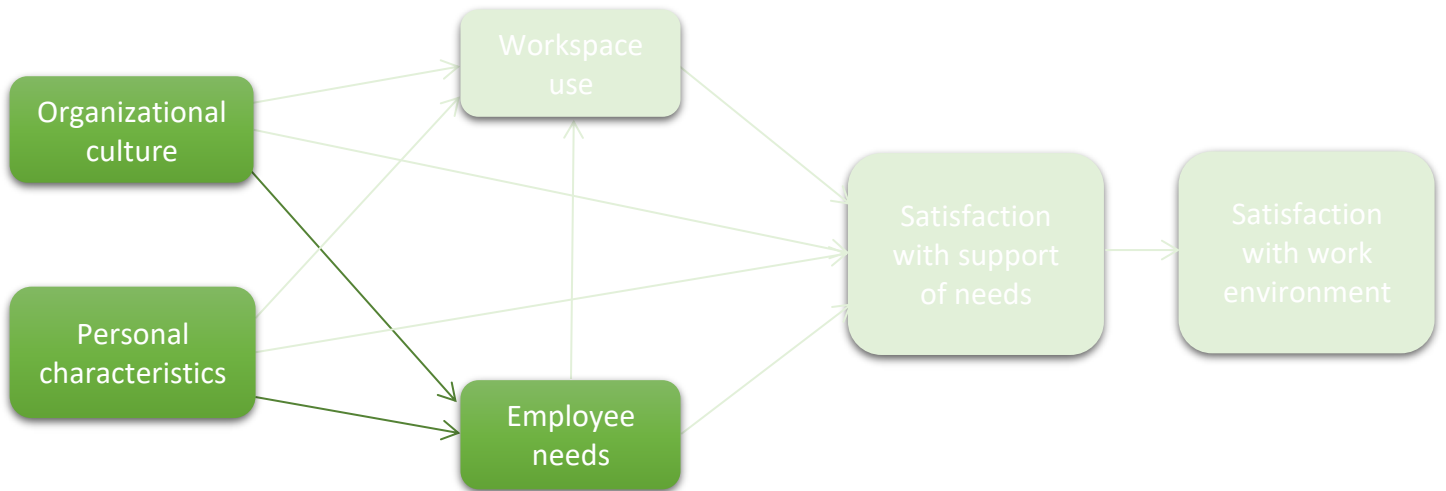 Workspace
use
Organizational
culture
Satisfaction
with support
of needs
Satisfaction
with work
environment
Personal
characteristics
Employee
needs